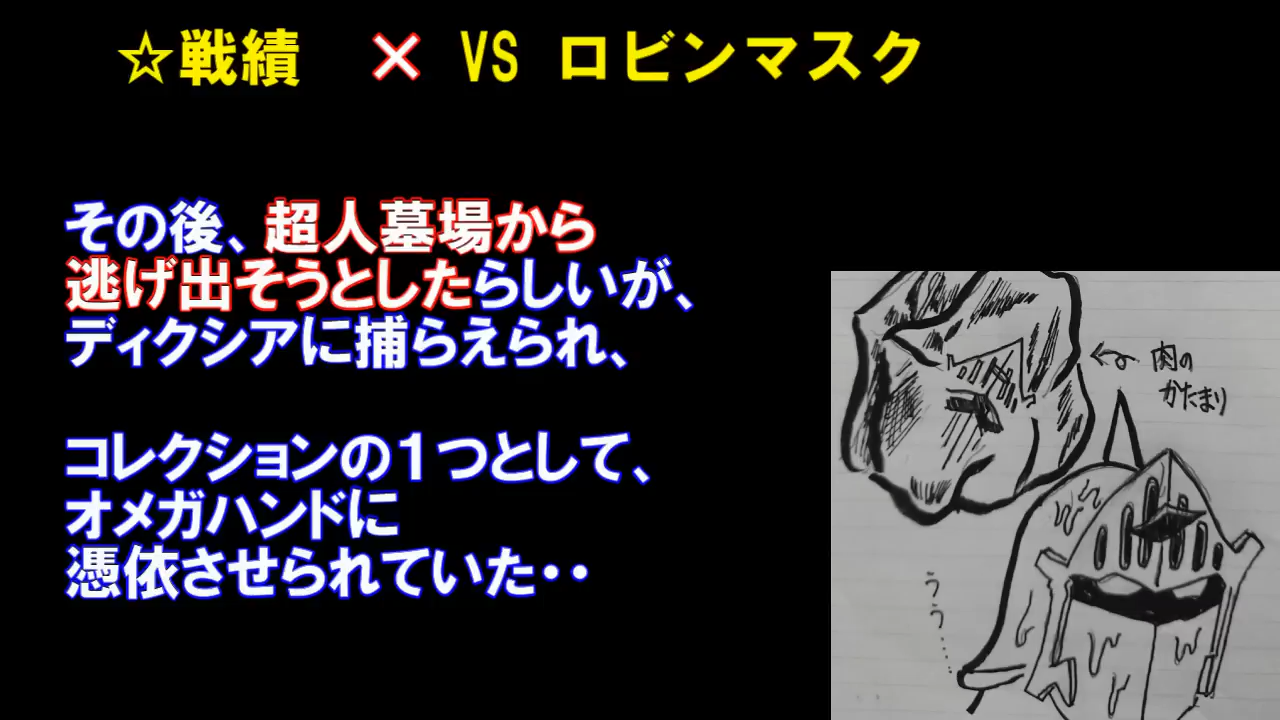 ☆戦績 × VS ロビンマスク
その後、超人墓場から
逃げ出そうとしたらしいが、
ディクシアに捕らえられ、
コレクションの１つとして、
オメガハンドに
憑依させられていた・・
肉の
かたまり
うう…‥